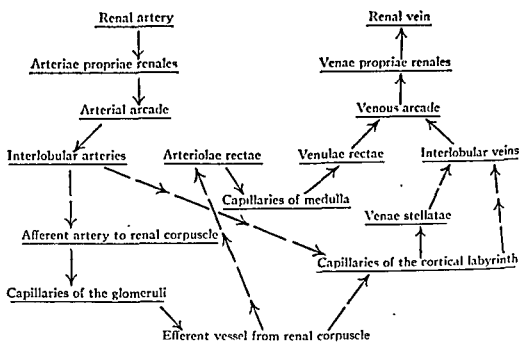 Renal artery
Renal vein
Arteriae propriae renales
Venae propriae renales
Arterial arcade
Venous arcade
Interlobular arteries
Arteriolae rectae
Venulae rectae
Interlobular veins
Capillaries of medulla
Venae stellatae
Afferent artery to renal corpuscle
Capillaries of the cortical labyrinth
Capillaries of the glomeruli
Efferent vessel from renal corpuscle